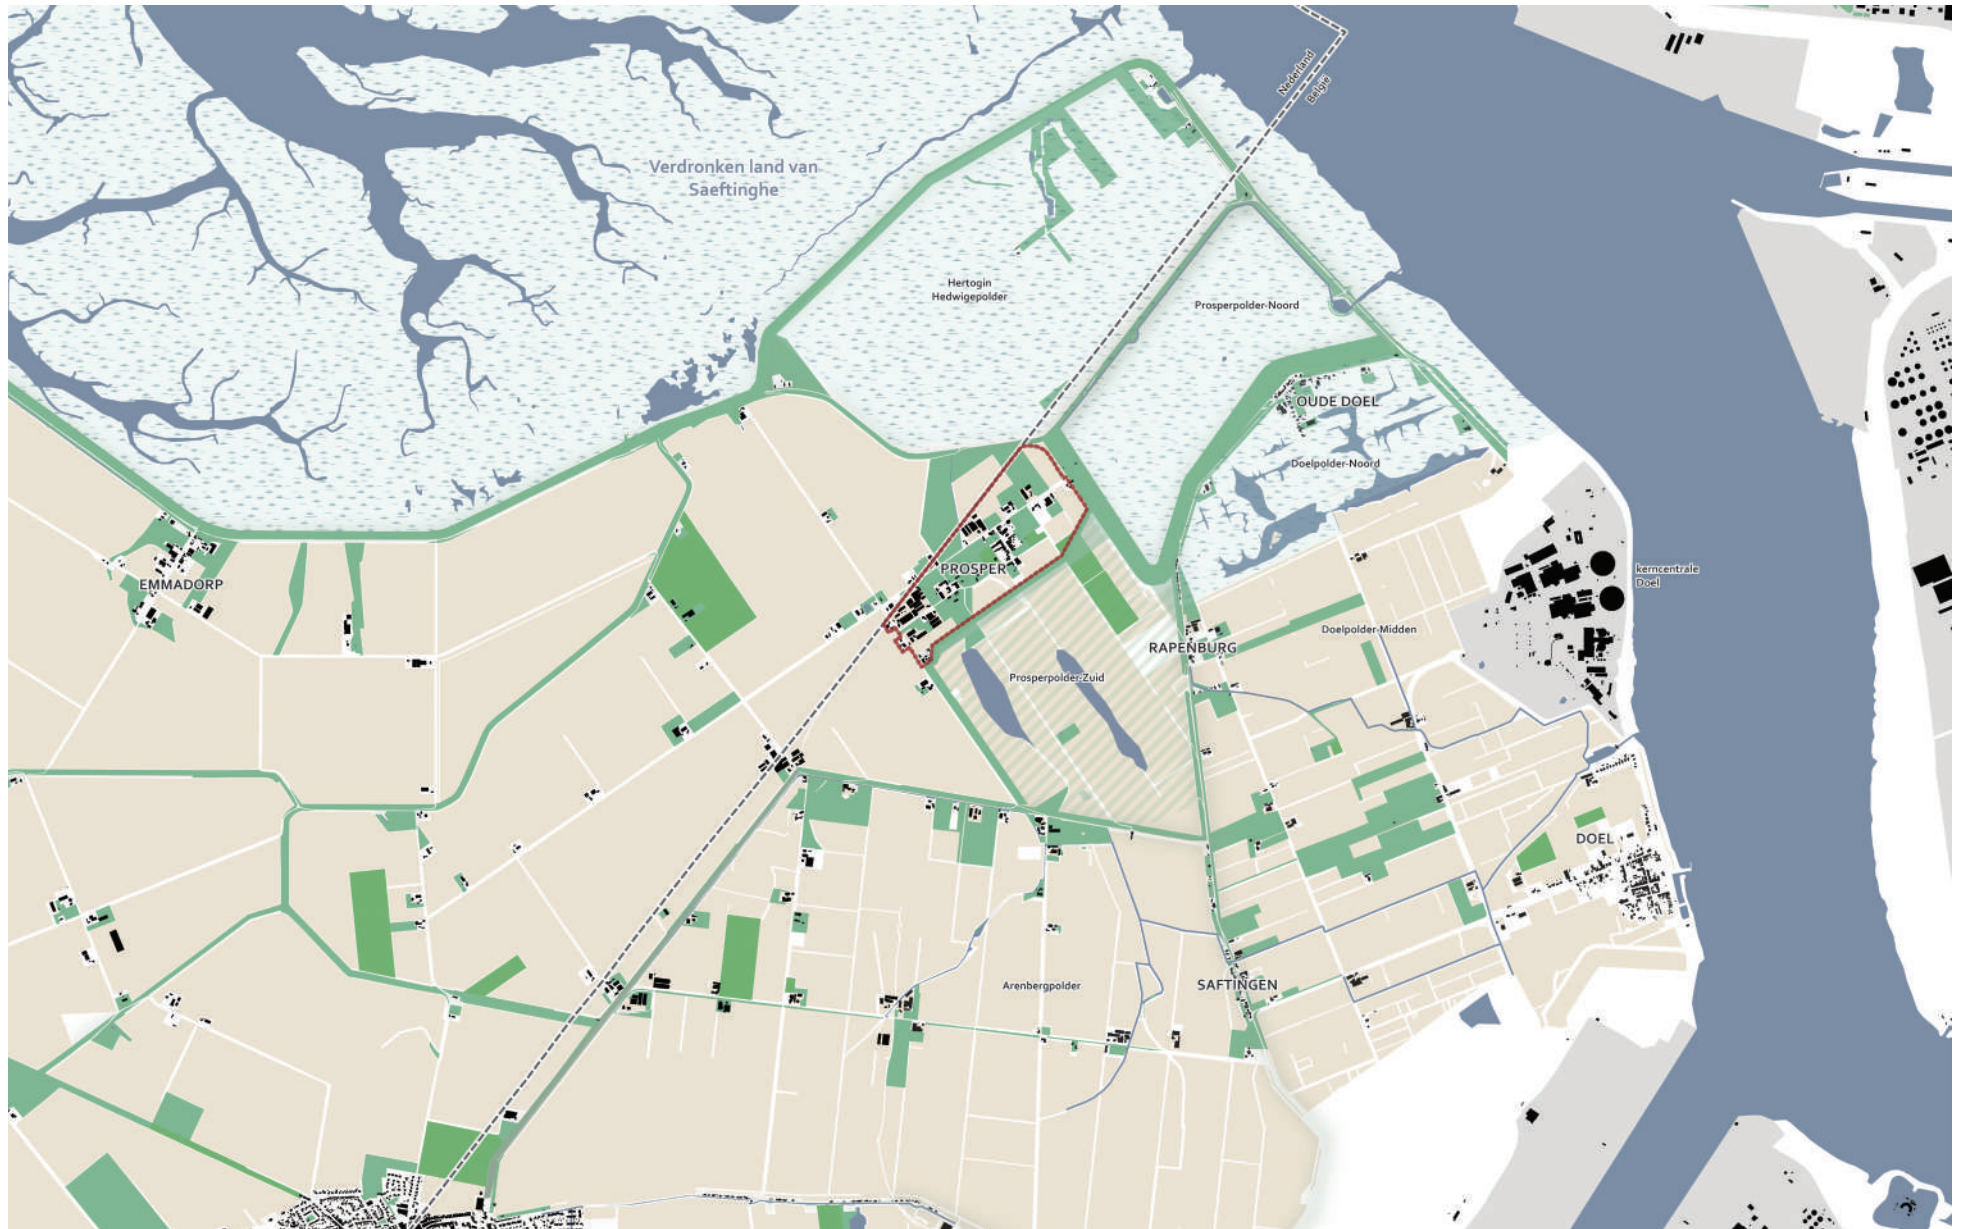 Nederland
België
Verdronken land van
Saeftinghe
Hertogin
Hedwigepolder
Prosperpolder-Noord
OUDE DOEL
Doelpolder-Noord
PROSPER
EMMADORP
kerncentrale
Doel
Doelpolder-Midden
RAPENBURG
Prosperpolder-Zuid
DOEL
SAFTINGEN
Arenbergpolder